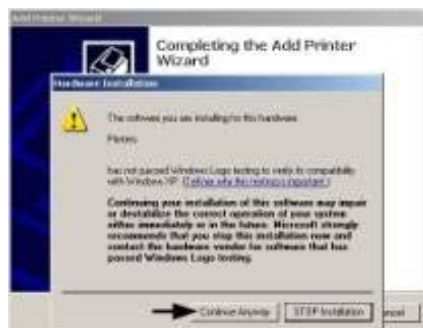 Add Printer Wizard
Completing the Add Printer
Wizard
Hardware Installation
The software you are installing for this hardware:
Printers
has not passed Windows Logo testing to verify its compatibility
with Windows XP. (Tell me why this testing is important.)
Continuing your installation of this software may impair
or destabilize the correct operation of your system
either immediately or in the future. Microsoft strongly
recommends that you stop this installation now and
contact the hardware vendor for software that has
passed Windows Logo testing.
Continue Anyway
STOP Installation